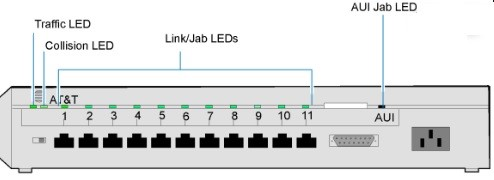 AUI Jab LED
Traffic LED
Link/Jab LEDs
Collision LED
AT&T
1 2 3 4 5 6 7 8 9 10 11
AUI